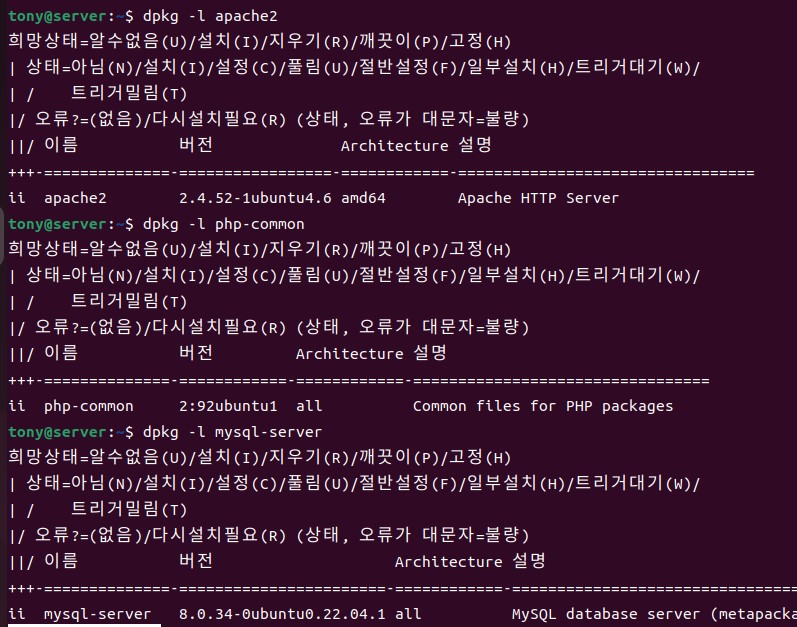 tony@server:~$ dpkg -l apache2
희망상태=알수없음(U)/설치(I)/지우기(R)/깨끗이(P)/고정(H)
| 상태=아님(N)/설치(I)/설정(C)/풀림(U)/절반설정(F)/일부설치(H)/트리거대기(W)/
| /    트리거밀림(T)
|/ 오류?=(없음)/다시설치필요(R) (상태, 오류가 대문자=불량)
||/ 이름           버전              Architecture 설명
+++-==============-=================-============-=================================
ii  apache2        2.4.52-1ubuntu4.6 amd64        Apache HTTP Server
tony@server:~$ dpkg -l php-common
희망상태=알수없음(U)/설치(I)/지우기(R)/깨끗이(P)/고정(H)
| 상태=아님(N)/설치(I)/설정(C)/풀림(U)/절반설정(F)/일부설치(H)/트리거대기(W)/
| /    트리거밀림(T)
|/ 오류?=(없음)/다시설치필요(R) (상태, 오류가 대문자=불량)
||/ 이름           버전         Architecture 설명
+++-==============-============-============-=================================
ii  php-common     2:92ubuntu1  all          Common files for PHP packages
tony@server:~$ dpkg -l mysql-server
희망상태=알수없음(U)/설치(I)/지우기(R)/깨끗이(P)/고정(H)
| 상태=아님(N)/설치(I)/설정(C)/풀림(U)/절반설정(F)/일부설치(H)/트리거대기(W)/
| /    트리거밀림(T)
|/ 오류?=(없음)/다시설치필요(R) (상태, 오류가 대문자=불량)
||/ 이름           버전                    Architecture 설명
+++-==============-=======================-============-================================
ii  mysql-server   8.0.34-0ubuntu0.22.04.1 all          MySQL database server (metapacka